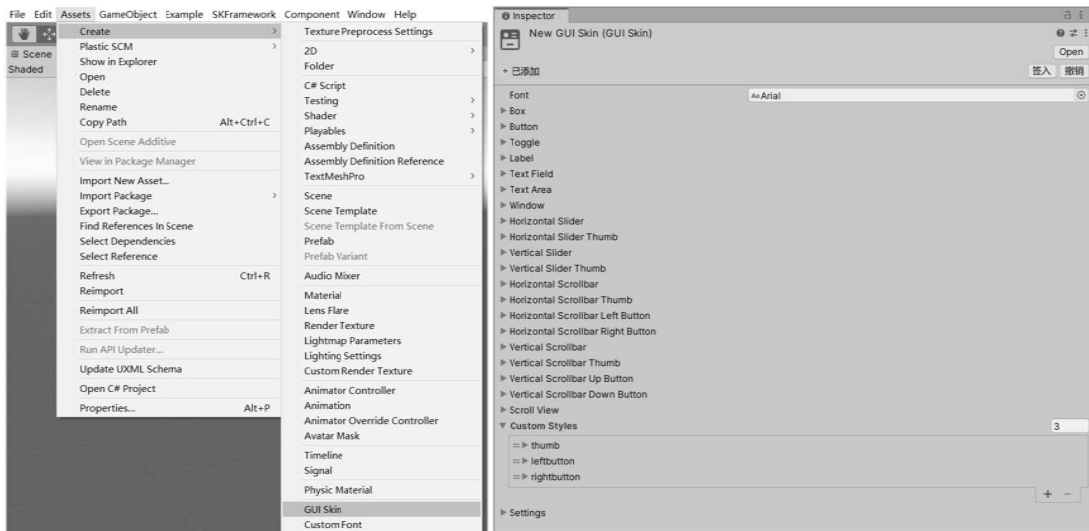 File Edit Assets GameObject Example SKFramework Component Window Help
Scene
Shaded
Create
Plastic SCM
Show in Explorer
Open
Delete
Rename
Copy Path Alt+Ctrl+C
Open Scene Additive
View in Package Manager
Import New Asset...
Import Package
Export Package...
Find References In Scene
Select Dependencies
Select Reference
Refresh Ctrl+R
Reimport
Reimport All
Extract From Prefab
Run API Updater...
Update UXML Schema
Open C# Project
Properties... Alt+P
Texture Preprocess Settings
2D
Folder
C# Script
Testing
Shader
Playables
Assembly Definition
Assembly Definition Reference
TextMeshPro
Scene
Scene Template
Scene Template From Scene
Prefab
Prefab Variant
Audio Mixer
Material
Lens Flare
Render Texture
Lightmap Parameters
Lighting Settings
Custom Render Texture
Animator Controller
Animation
Animator Override Controller
Avatar Mask
Timeline
Signal
Physic Material
GUI Skin
Custom Font
Inspector
New GUI Skin (GUI Skin)
Open
+ 已添加 签入 撤销
Font Aa Arial
Box
Button
Toggle
Label
Text Field
Text Area
Window
Horizontal Slider
Horizontal Slider Thumb
Vertical Slider
Vertical Slider Thumb
Horizontal Scrollbar
Horizontal Scrollbar Thumb
Horizontal Scrollbar Left Button
Horizontal Scrollbar Right Button
Vertical Scrollbar
Vertical Scrollbar Thumb
Vertical Scrollbar Up Button
Vertical Scrollbar Down Button
Scroll View
Custom Styles 3
thumb
leftbutton
rightbutton
+ -
Settings